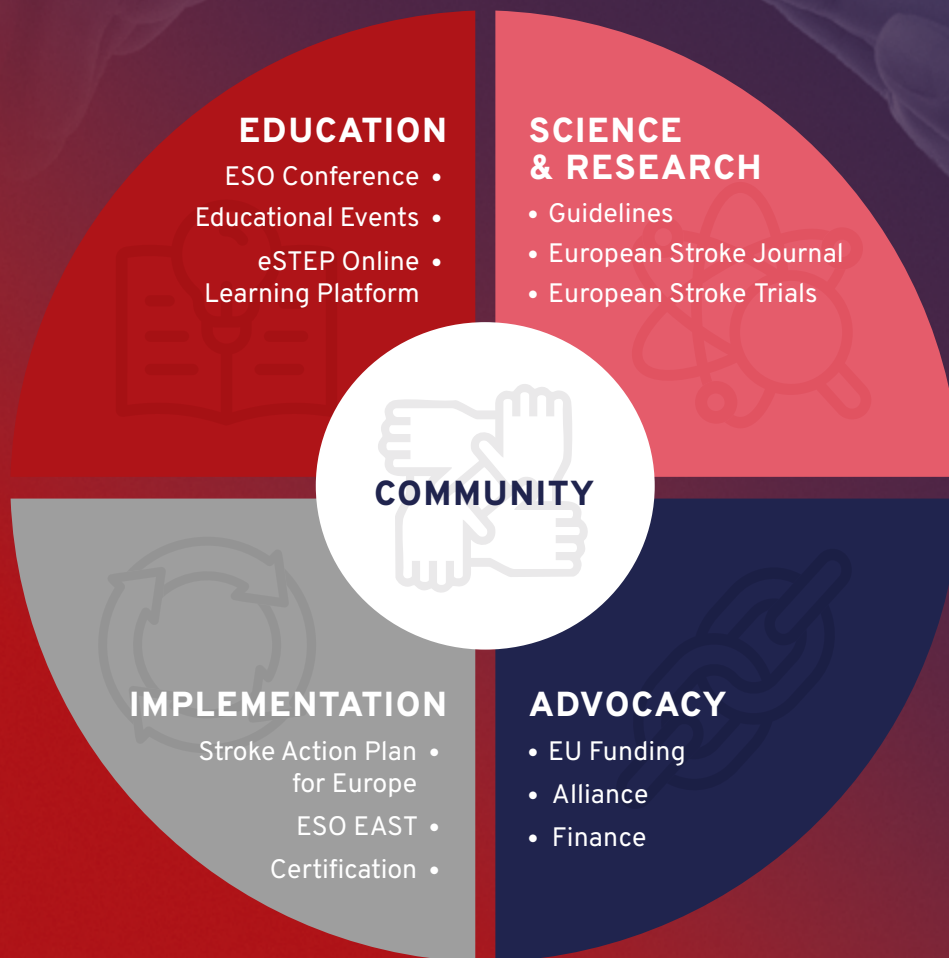 EDUCATION
ESO Conference •
Educational Events •
eSTEP Online •
Learning Platform
SCIENCE
& RESEARCH
• Guidelines
• European Stroke Journal
• European Stroke Trials
COMMUNITY
IMPLEMENTATION
Stroke Action Plan •
for Europe
ESO EAST •
Certification •
ADVOCACY
• EU Funding
• Alliance
• Finance